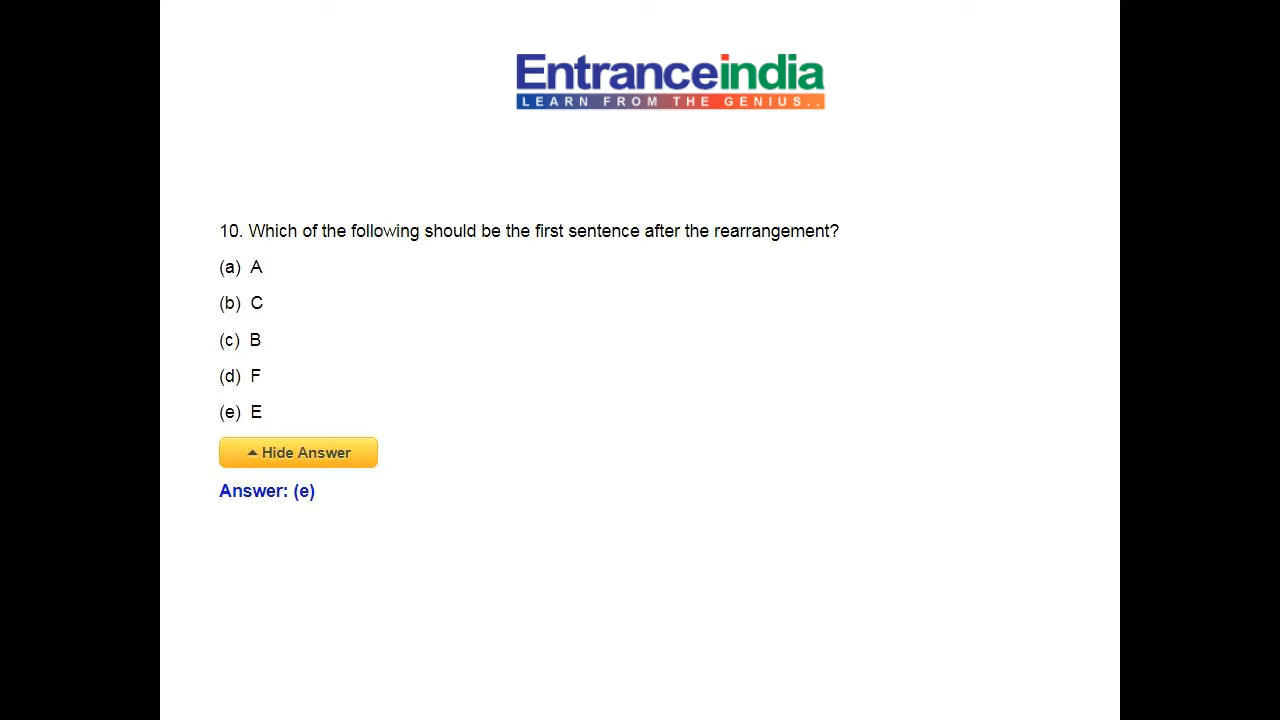 Entranceindia
LEARN FROM THE GENIUS..
10. Which of the following should be the first sentence after the rearrangement?
(a) A
(b) C
(c) B
(d) F
(e) E
Hide Answer
Answer: (e)